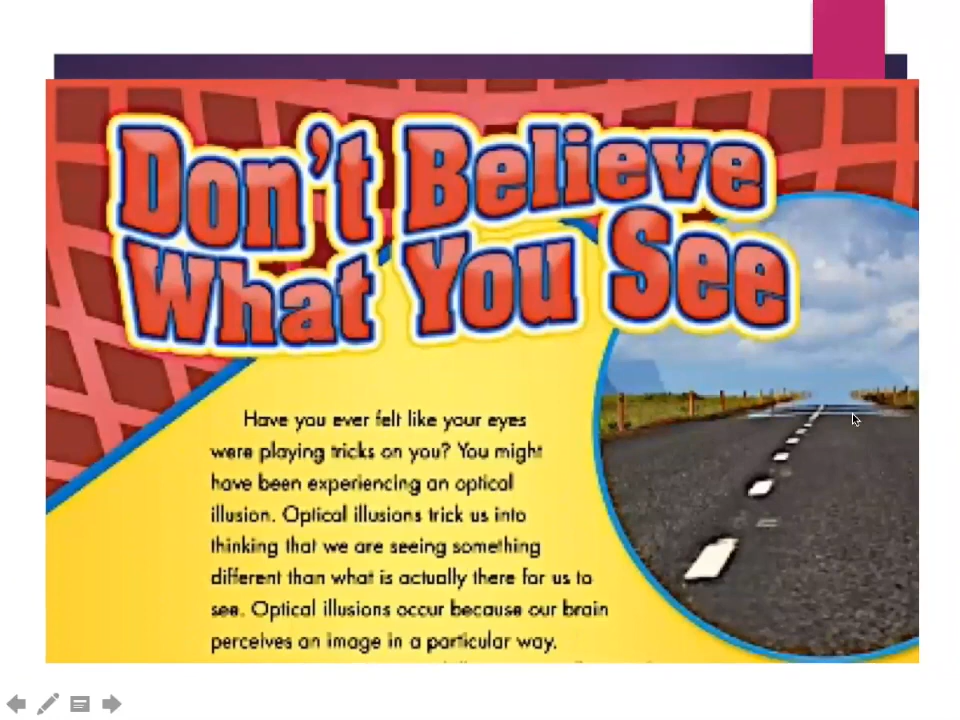 Don't Believe
What You See
Have you ever felt like your eyes
were playing tricks on you? You might
have been experiencing an optical
illusion. Optical illusions trick us into
thinking that we are seeing something
different than what is actually there for us to
see. Optical illusions occur because our brain
perceives an image in a particular way.